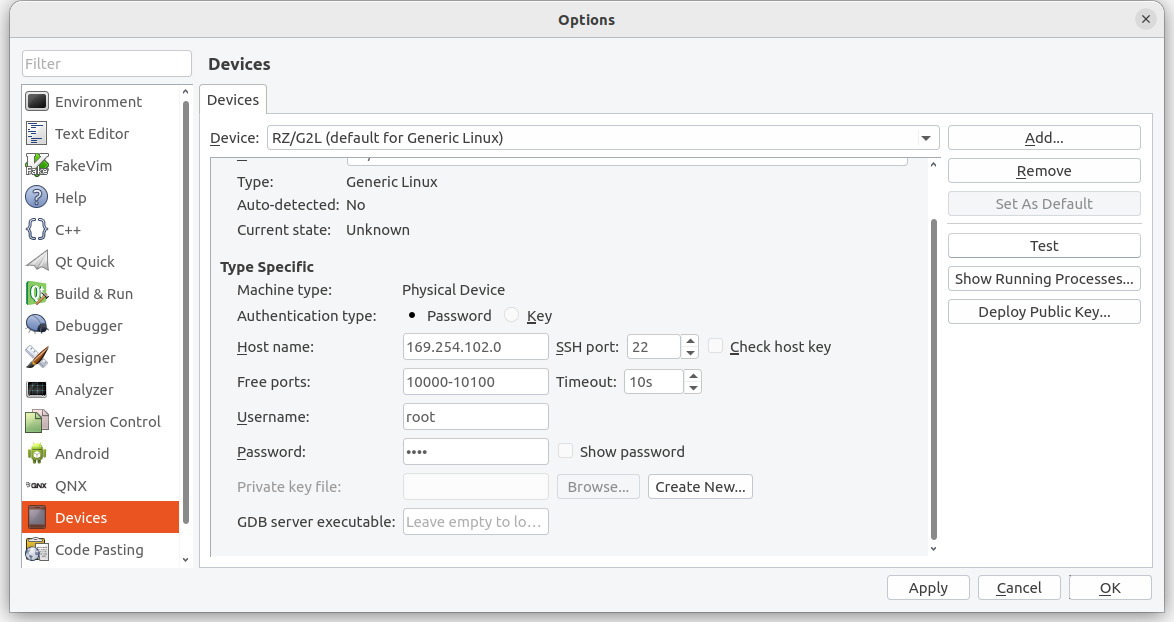 Options
Filter
Devices
Environment
Text Editor
FakeVim
Help
C++
Qt Quick
Build & Run
Debugger
Designer
Analyzer
Version Control
Android
QNX QNX
Devices
Code Pasting
Devices
Device: RZ/G2L (default for Generic Linux)
Type: Generic Linux
Auto-detected: No
Current state: Unknown
Type Specific
Machine type: Physical Device
Authentication type: Password Key
Host name: 169.254.102.0 SSH port: 22 Check host key
Free ports: 10000-10100 Timeout: 10s
Username: root
Password: •••• Show password
Private key file: Browse... Create New...
GDB server executable: Leave empty to lo...
Add...
Remove
Set As Default
Test
Show Running Processes...
Deploy Public Key...
Apply Cancel OK